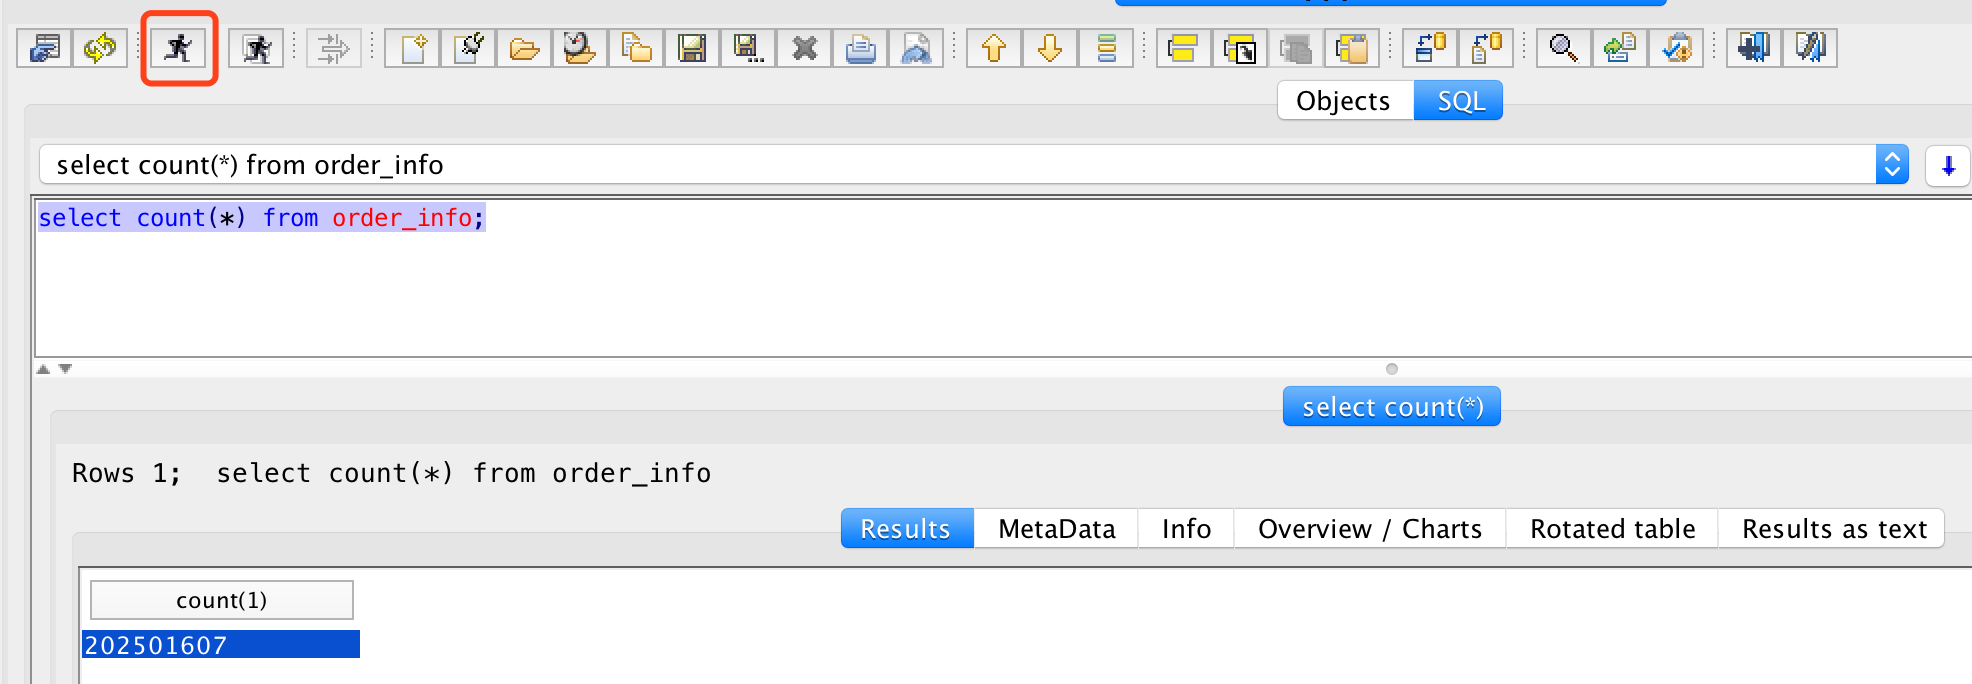 Objects SQL
select count(*) from order_info
select count(*) from order_info;
select count(*)
Rows 1;  select count(*) from order_info
Results MetaData Info Overview / Charts Rotated table Results as text
count(1)
202501607